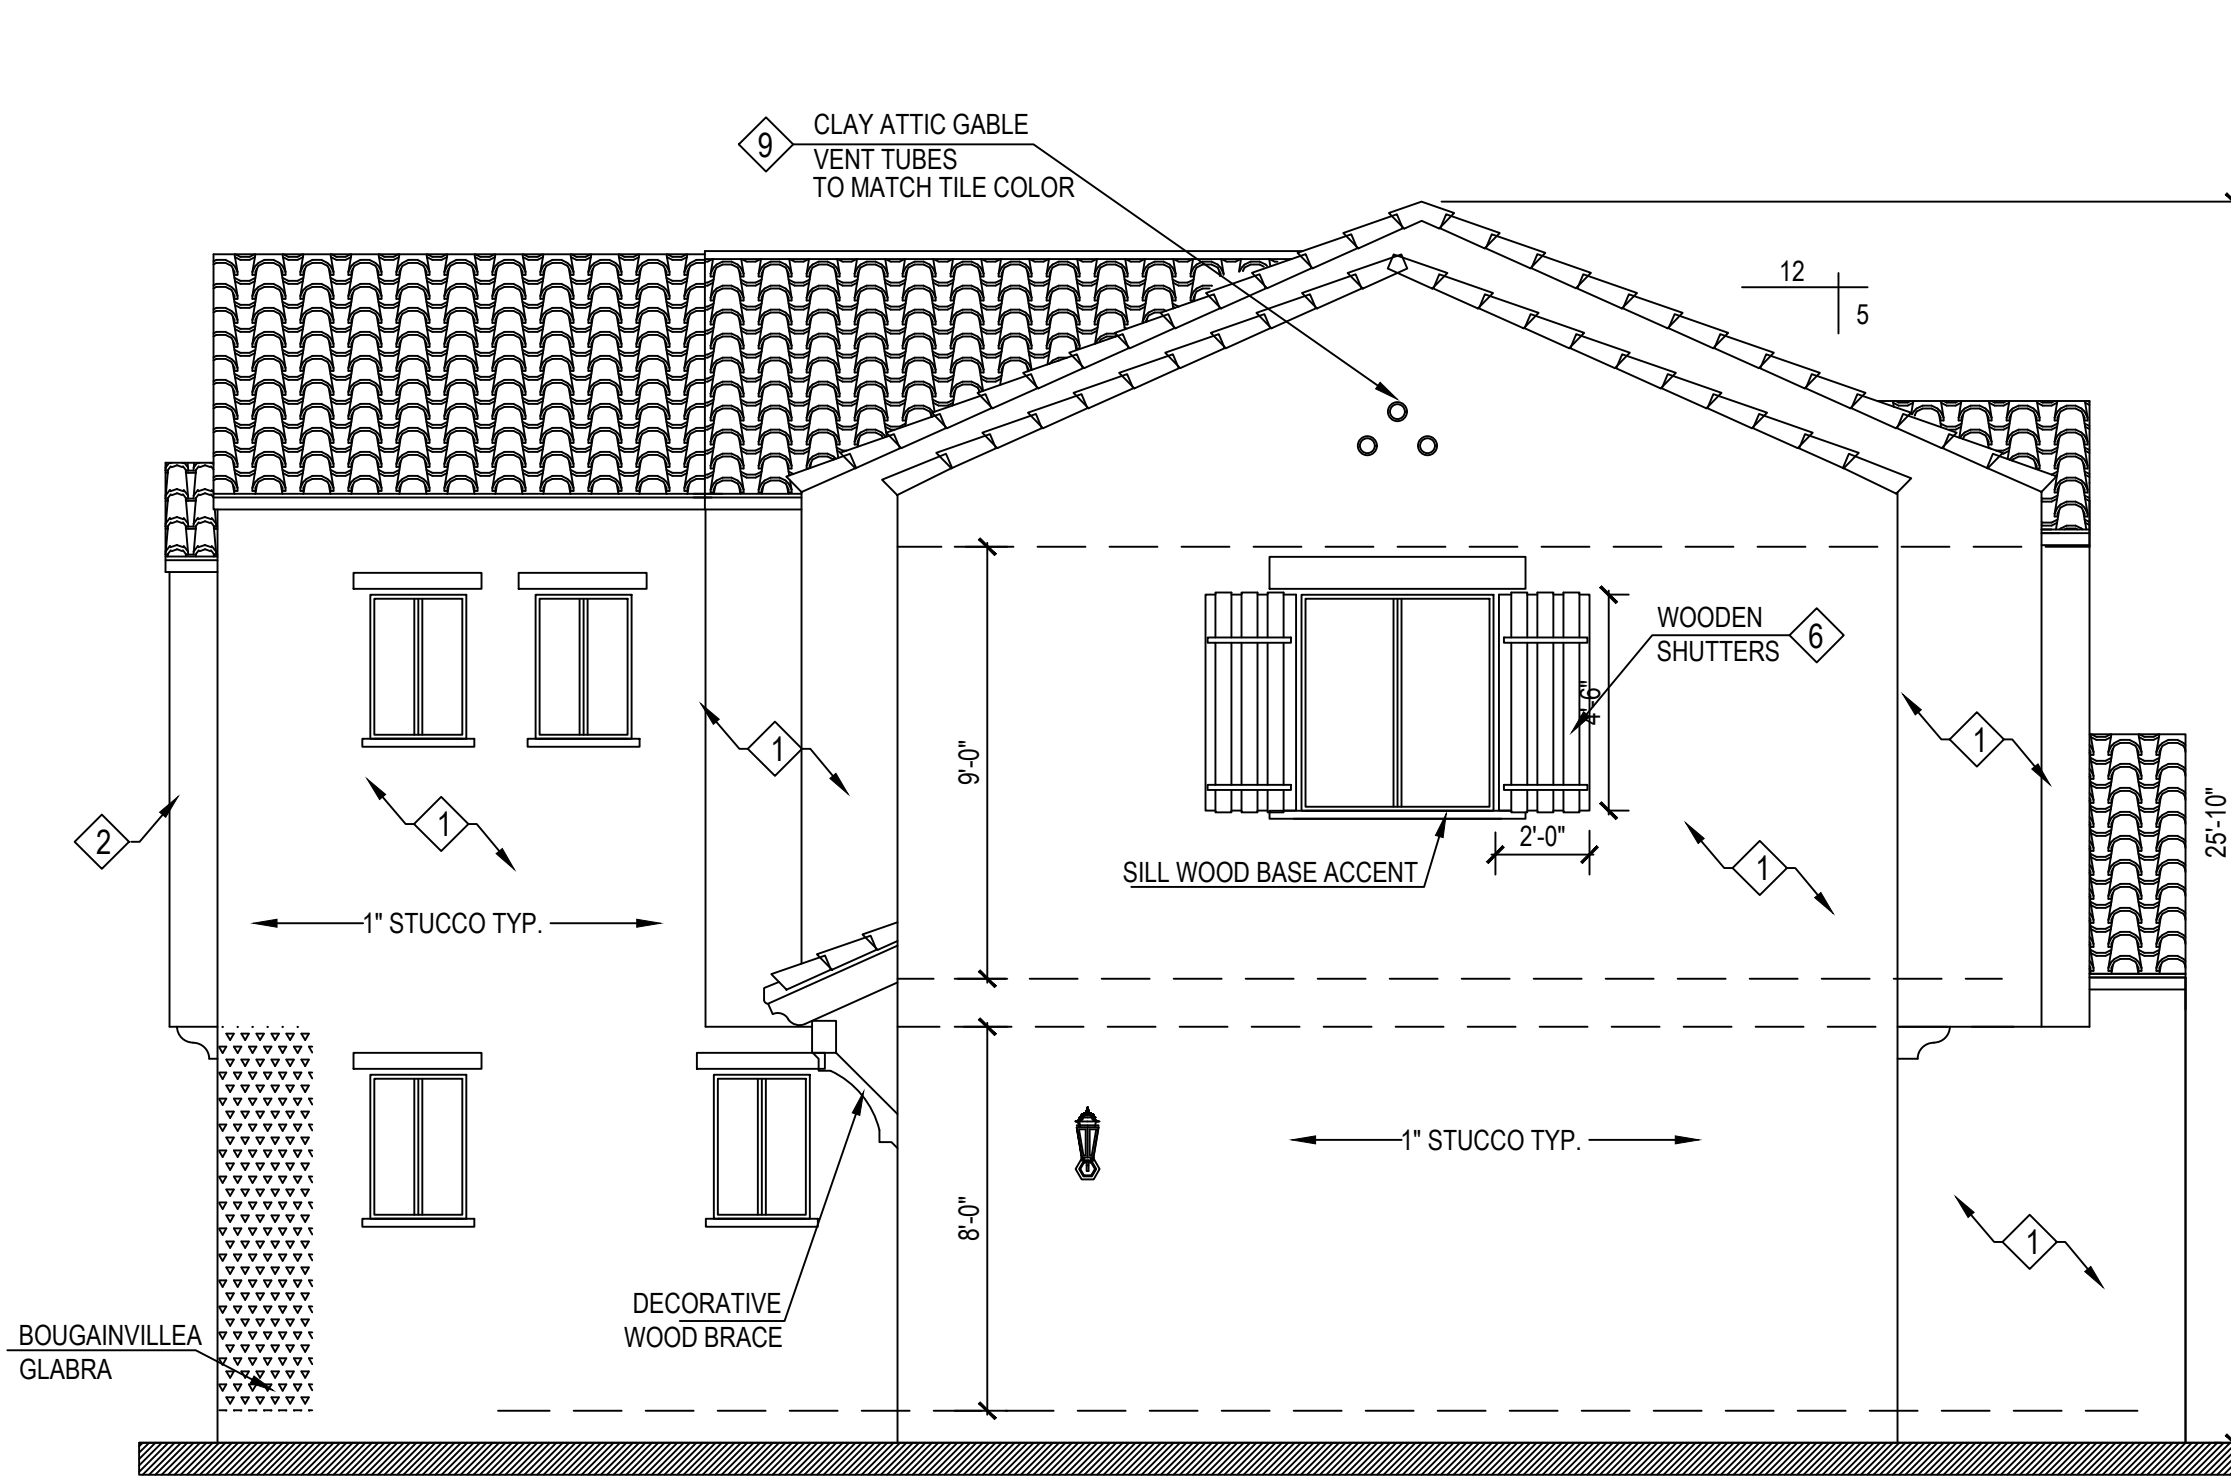 CLAY ATTIC GABLE
9
VENT TUBES
TO MATCH TILE COLOR
12
5
WOODEN
6
SHUTTERS
4'-6"
1
1
9'-0"
2
1
25'-10"
2'-0"
1
SILL WOOD BASE ACCENT
1" STUCCO TYP.
1" STUCCO TYP.
8'-0"
1
DECORATIVE
WOOD BRACE
BOUGAINVILLEA
GLABRA